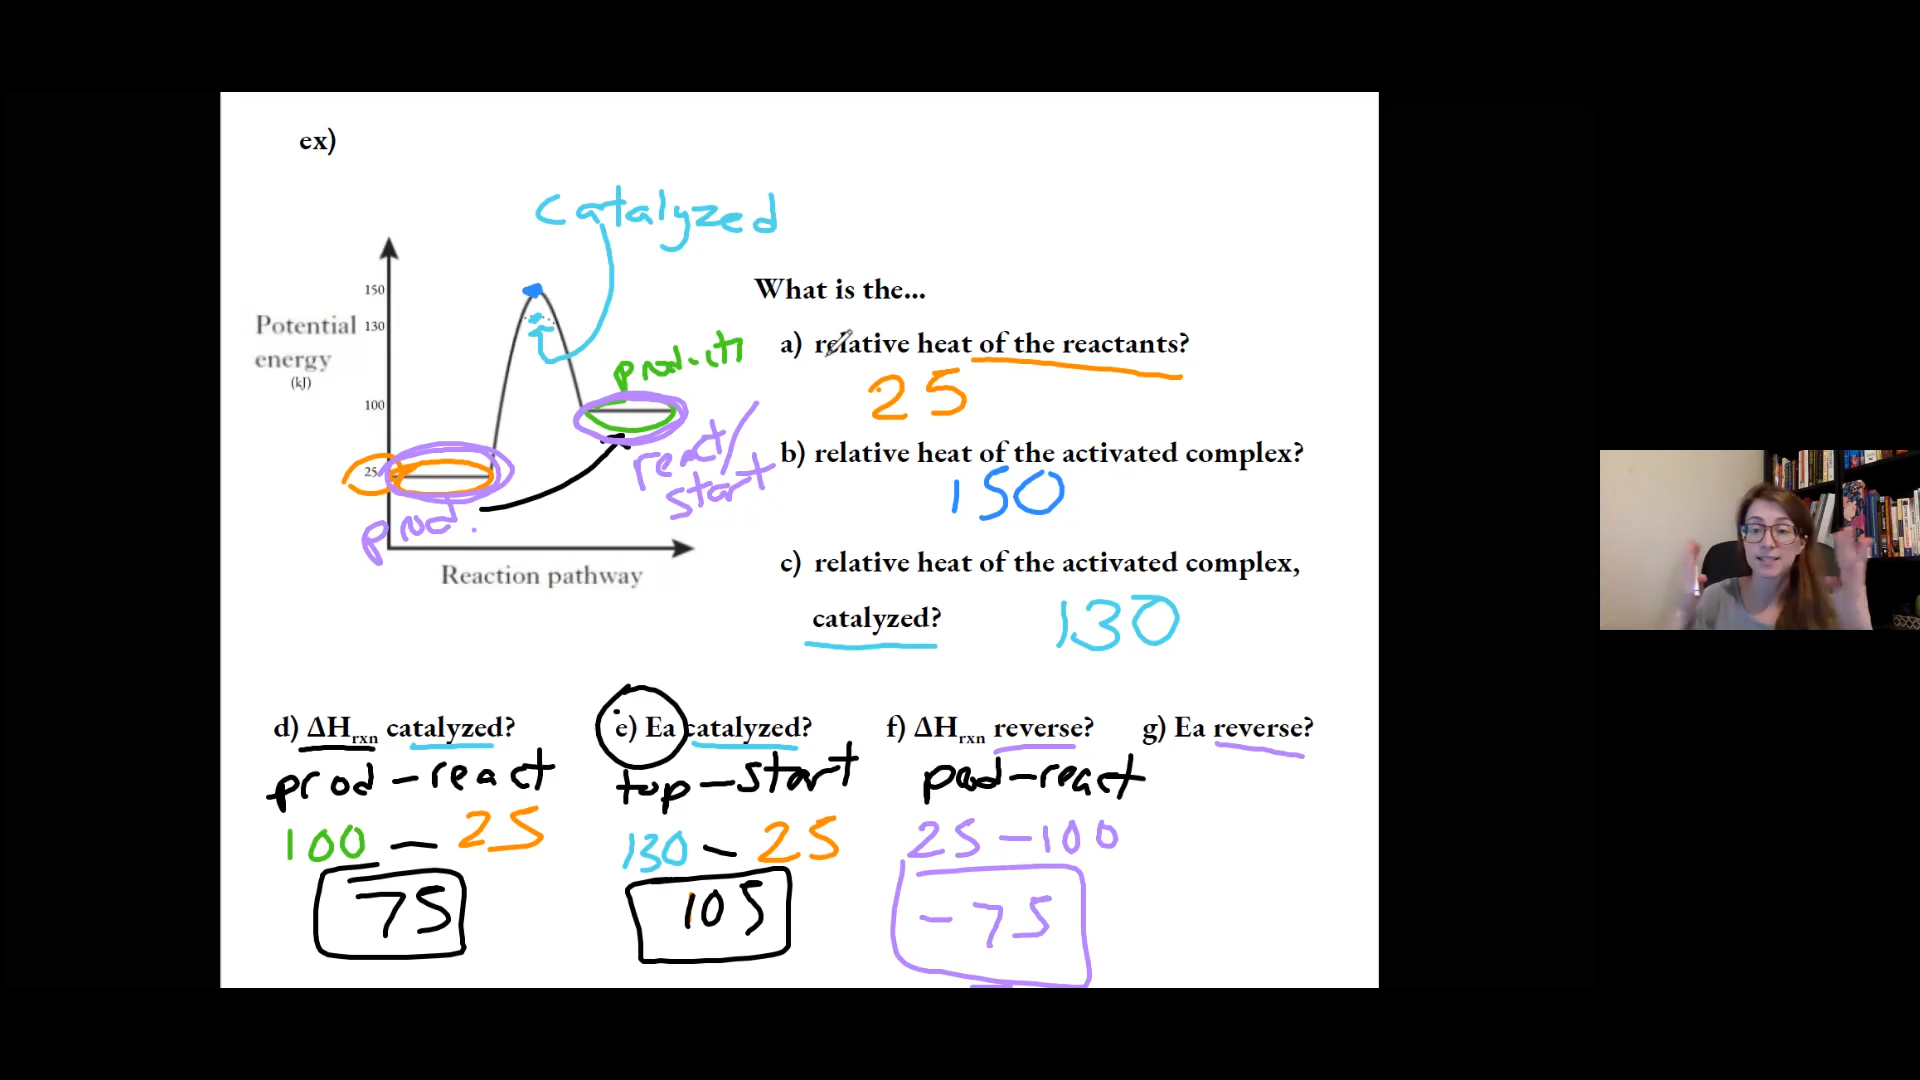 ex)
catalyzed
150
Potential 130
energy
(kJ)
100
25
products
react/
start
prod.
Reaction pathway
What is the...
a) relative heat of the reactants?
25
b) relative heat of the activated complex?
150
c) relative heat of the activated complex,
catalyzed?
130
d) ΔHrxn catalyzed?
prod - react
100 - 25
75
e) Ea catalyzed?
top - start
130 - 25
105
f) ΔHrxn reverse?
prod - react
25 - 100
-75
g) Ea reverse?